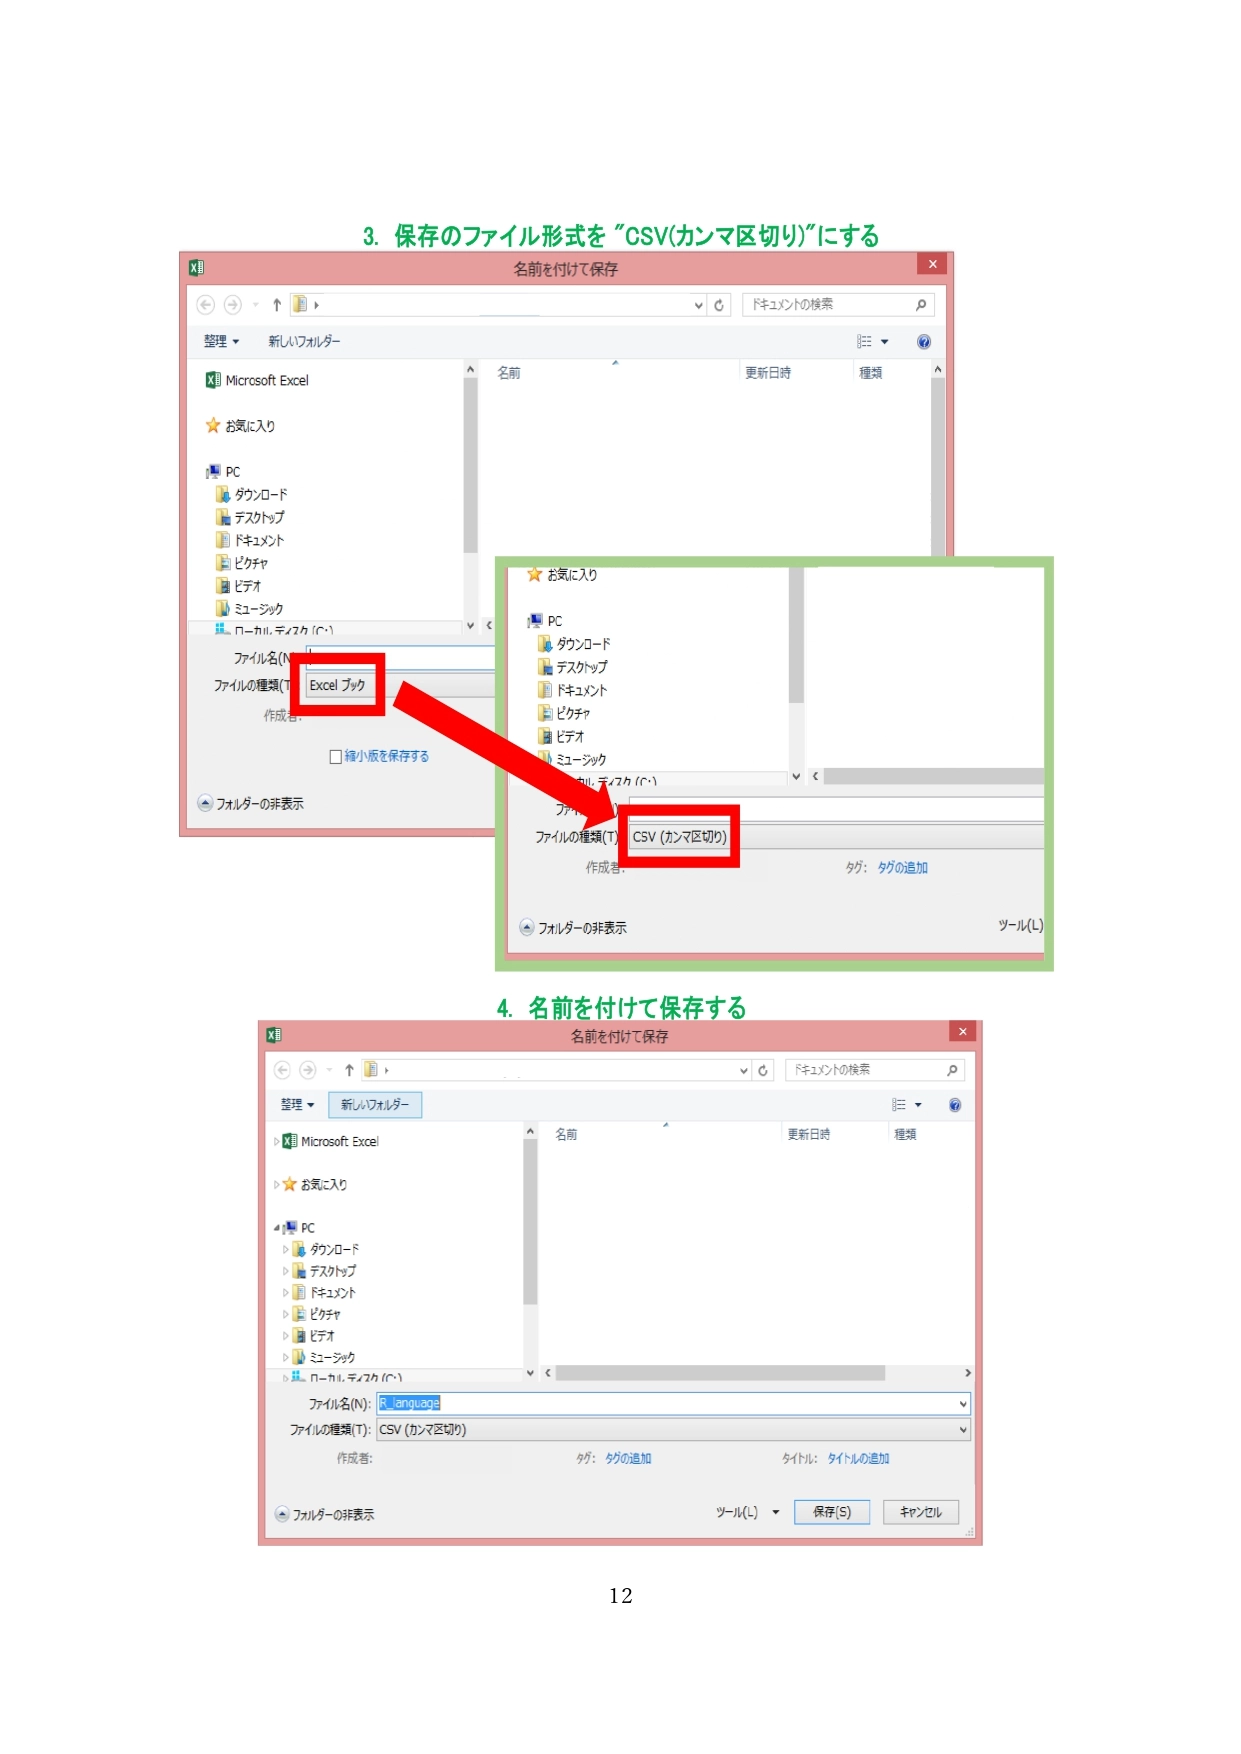 3. 保存のファイル形式を ”CSV(カンマ区切り)”にする
名前を付けて保存
ドキュメントの検索
整理 新しいフォルダー
名前 更新日時 種類
Microsoft Excel
お気に入り
PC
ダウンロード
デスクトップ
ドキュメント
ピクチャ
ビデオ
ミュージック
ローカル ディスク (C:)
ファイル名(N
ファイルの種類(T Excel ブック
作成者:
縮小版を保存する
フォルダーの非表示
お気に入り
PC
ダウンロード
デスクトップ
ドキュメント
ピクチャ
ビデオ
ミュージック
カル ディスク (C:)
ファイルの種類(T) CSV (カンマ区切り)
作成者: タグ: タグの追加
フォルダーの非表示 ツール(L)
4. 名前を付けて保存する
名前を付けて保存
ドキュメントの検索
整理 新しいフォルダー
名前 更新日時 種類
Microsoft Excel
お気に入り
PC
ダウンロード
デスクトップ
ドキュメント
ピクチャ
ビデオ
ミュージック
ローカル ディスク (C:)
ファイル名(N): R_language
ファイルの種類(T): CSV (カンマ区切り)
作成者: タグ: タグの追加 タイトル: タイトルの追加
フォルダーの非表示 ツール(L) 保存(S) キャンセル
12